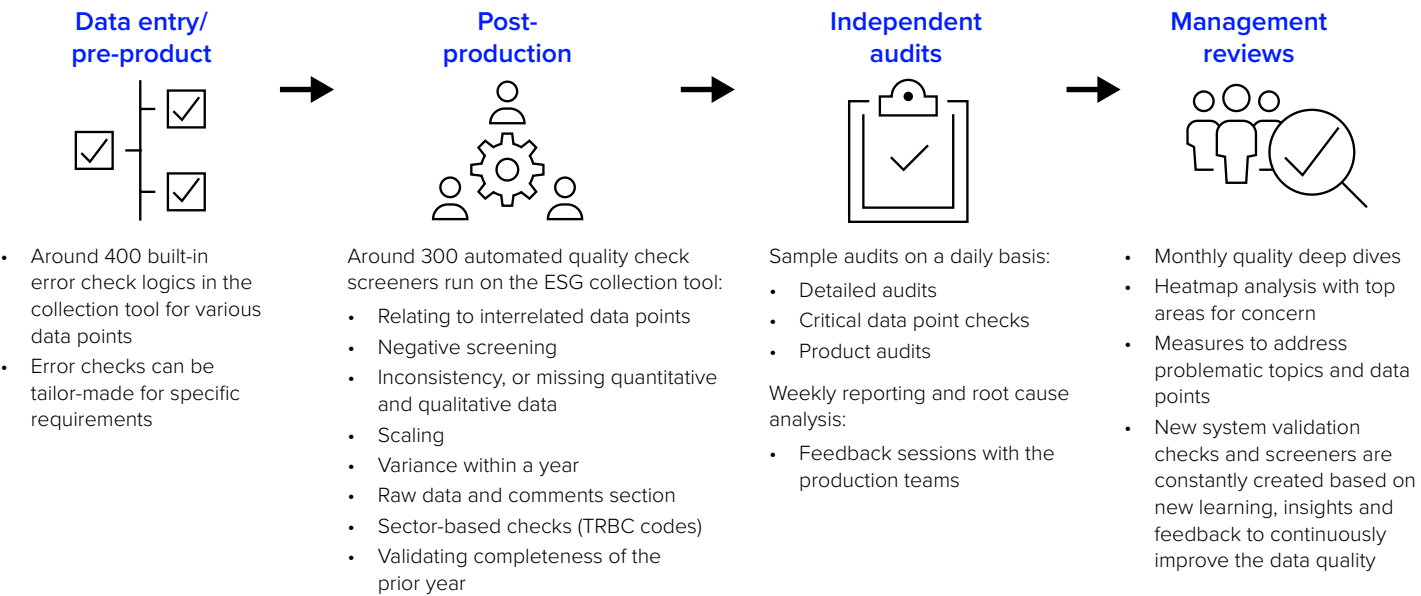 Data entry/
pre-product
• Around 400 built-in
error check logics in the
collection tool for various
data points
• Error checks can be
tailor-made for specific
requirements
Post-
production
Around 300 automated quality check
screeners run on the ESG collection tool:
• Relating to interrelated data points
• Negative screening
• Inconsistency, or missing quantitative
and qualitative data
• Scaling
• Variance within a year
• Raw data and comments section
• Sector-based checks (TRBC codes)
• Validating completeness of the
prior year
Independent
audits
Sample audits on a daily basis:
• Detailed audits
• Critical data point checks
• Product audits
Weekly reporting and root cause
analysis:
• Feedback sessions with the
production teams
Management
reviews
• Monthly quality deep dives
• Heatmap analysis with top
areas for concern
• Measures to address
problematic topics and data
points
• New system validation
checks and screeners are
constantly created based on
new learning, insights and
feedback to continuously
improve the data quality